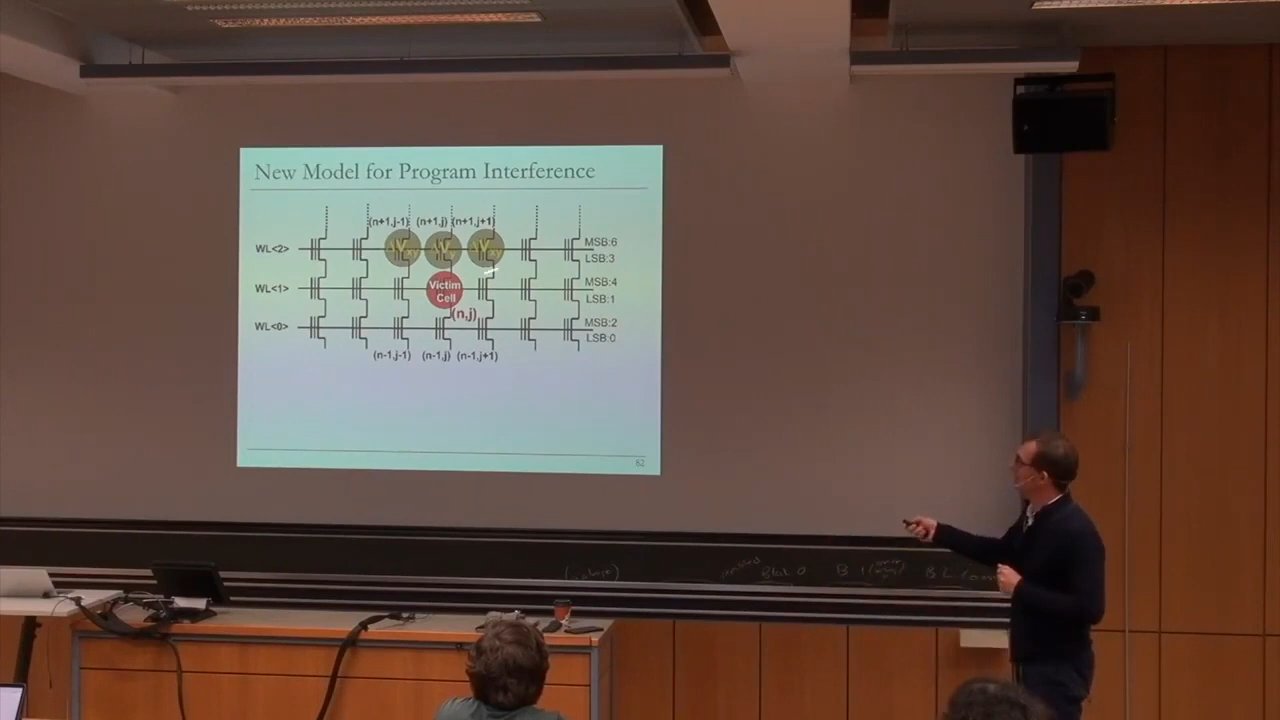 New Model for Program Interference
(n+1,j-1) (n+1,j) (n+1,j+1)
WL<2>
MSB:6
LSB:3
WL<1>
Victim
Cell
MSB:4
LSB:1
(n,j)
WL<0>
MSB:2
LSB:0
(n-1,j-1) (n-1,j) (n-1,j+1)
82